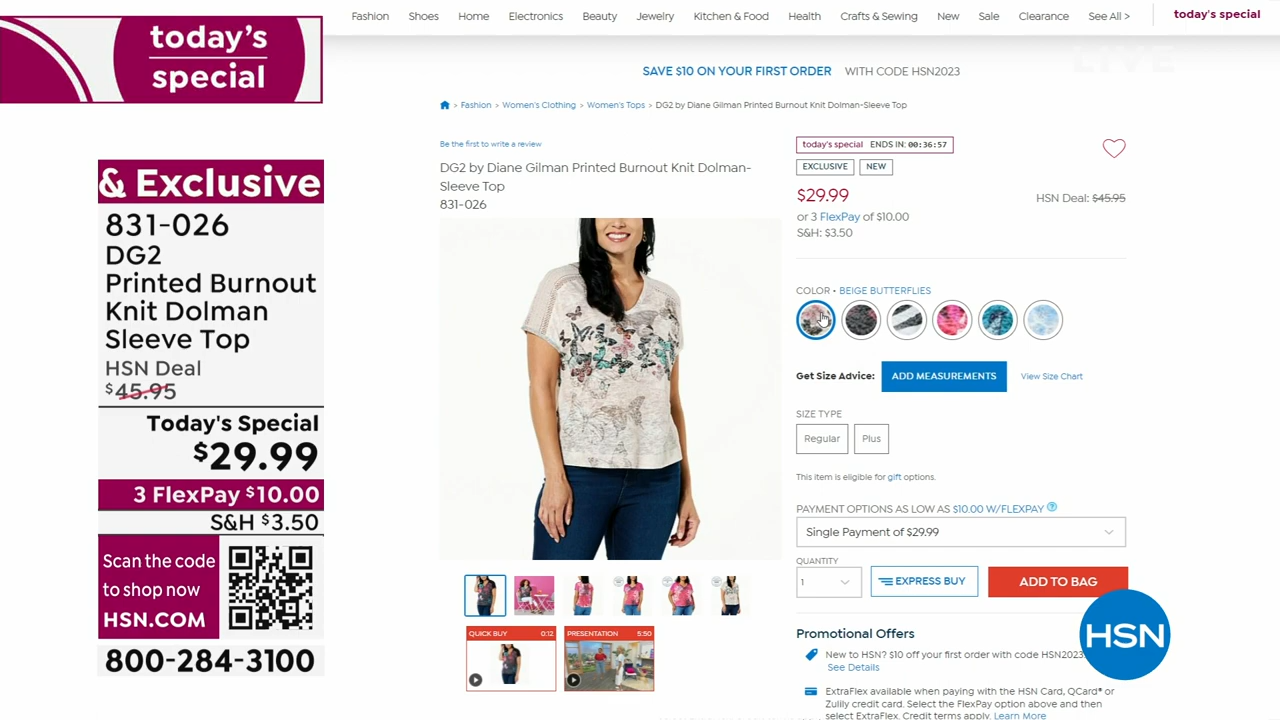 today's
special
& Exclusive
831-026
DG2
Printed Burnout
Knit Dolman
Sleeve Top
HSN Deal
$45.95
Today's Special
$29.99
3 FlexPay $10.00
S&H $3.50
Scan the code
to shop now
HSN.COM
800-284-3100
Fashion Shoes Home Electronics Beauty Jewelry Kitchen & Food Health Crafts & Sewing New Sale Clearance See All > today's special
LIVE
SAVE $10 ON YOUR FIRST ORDER WITH CODE HSN2023
> Fashion > Women's Clothing > Women's Tops > DG2 by Diane Gilman Printed Burnout Knit Dolman-Sleeve Top
Be the first to write a review
DG2 by Diane Gilman Printed Burnout Knit Dolman-
Sleeve Top
831-026
QUICK BUY 0:12
PRESENTATION 5:50
today's special ENDS IN: 00:36:57
EXCLUSIVE NEW
$29.99 HSN Deal: $45.95
or 3 FlexPay of $10.00
S&H: $3.50
COLOR • BEIGE BUTTERFLIES
Get Size Advice: ADD MEASUREMENTS View Size Chart
SIZE TYPE
Regular Plus
This item is eligible for gift options.
PAYMENT OPTIONS AS LOW AS $10.00 W/FLEXPAY ?
Single Payment of $29.99
QUANTITY
1 EXPRESS BUY ADD TO BAG
Promotional Offers
New to HSN? $10 off your first order with code HSN2023
See Details
ExtraFlex available when paying with the HSN Card, QCard® or
Zulily credit card. Select the FlexPay option above and then
select ExtraFlex. Credit terms apply. Learn More
HSN